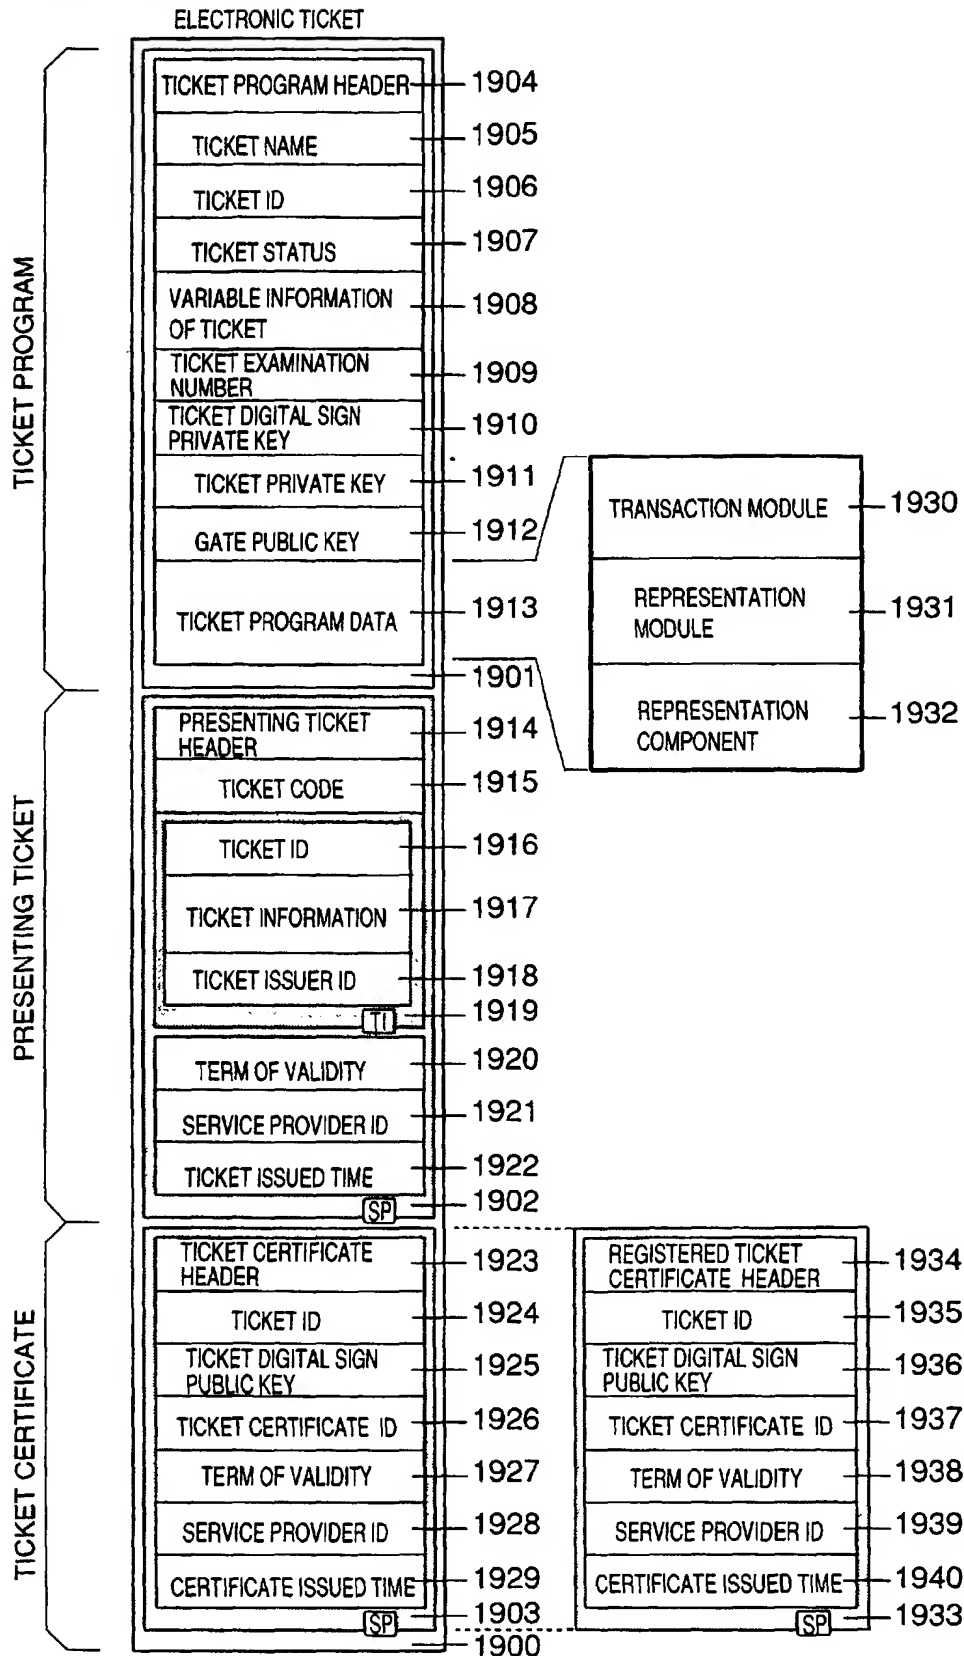 ELECTRONIC TICKET
TICKET PROGRAM
TICKET PROGRAM HEADER 1904
TICKET NAME 1905
TICKET ID 1906
TICKET STATUS 1907
VARIABLE INFORMATION
OF TICKET 1908
TICKET EXAMINATION
NUMBER 1909
TICKET DIGITAL SIGN
PRIVATE KEY 1910
TICKET PRIVATE KEY 1911
GATE PUBLIC KEY 1912
TICKET PROGRAM DATA 1913
1901
TRANSACTION MODULE 1930
REPRESENTATION
MODULE 1931
REPRESENTATION
COMPONENT 1932
PRESENTING TICKET
PRESENTING TICKET
HEADER 1914
TICKET CODE 1915
TICKET ID 1916
TICKET INFORMATION 1917
TICKET ISSUER ID 1918
TI 1919
TERM OF VALIDITY 1920
SERVICE PROVIDER ID 1921
TICKET ISSUED TIME 1922
SP 1902
TICKET CERTIFICATE
TICKET CERTIFICATE
HEADER 1923
TICKET ID 1924
TICKET DIGITAL SIGN
PUBLIC KEY 1925
TICKET CERTIFICATE ID 1926
TERM OF VALIDITY 1927
SERVICE PROVIDER ID 1928
CERTIFICATE ISSUED TIME 1929
SP 1903
1900
REGISTERED TICKET
CERTIFICATE HEADER 1934
TICKET ID 1935
TICKET DIGITAL SIGN
PUBLIC KEY 1936
TICKET CERTIFICATE ID 1937
TERM OF VALIDITY 1938
SERVICE PROVIDER ID 1939
CERTIFICATE ISSUED TIME 1940
SP 1933